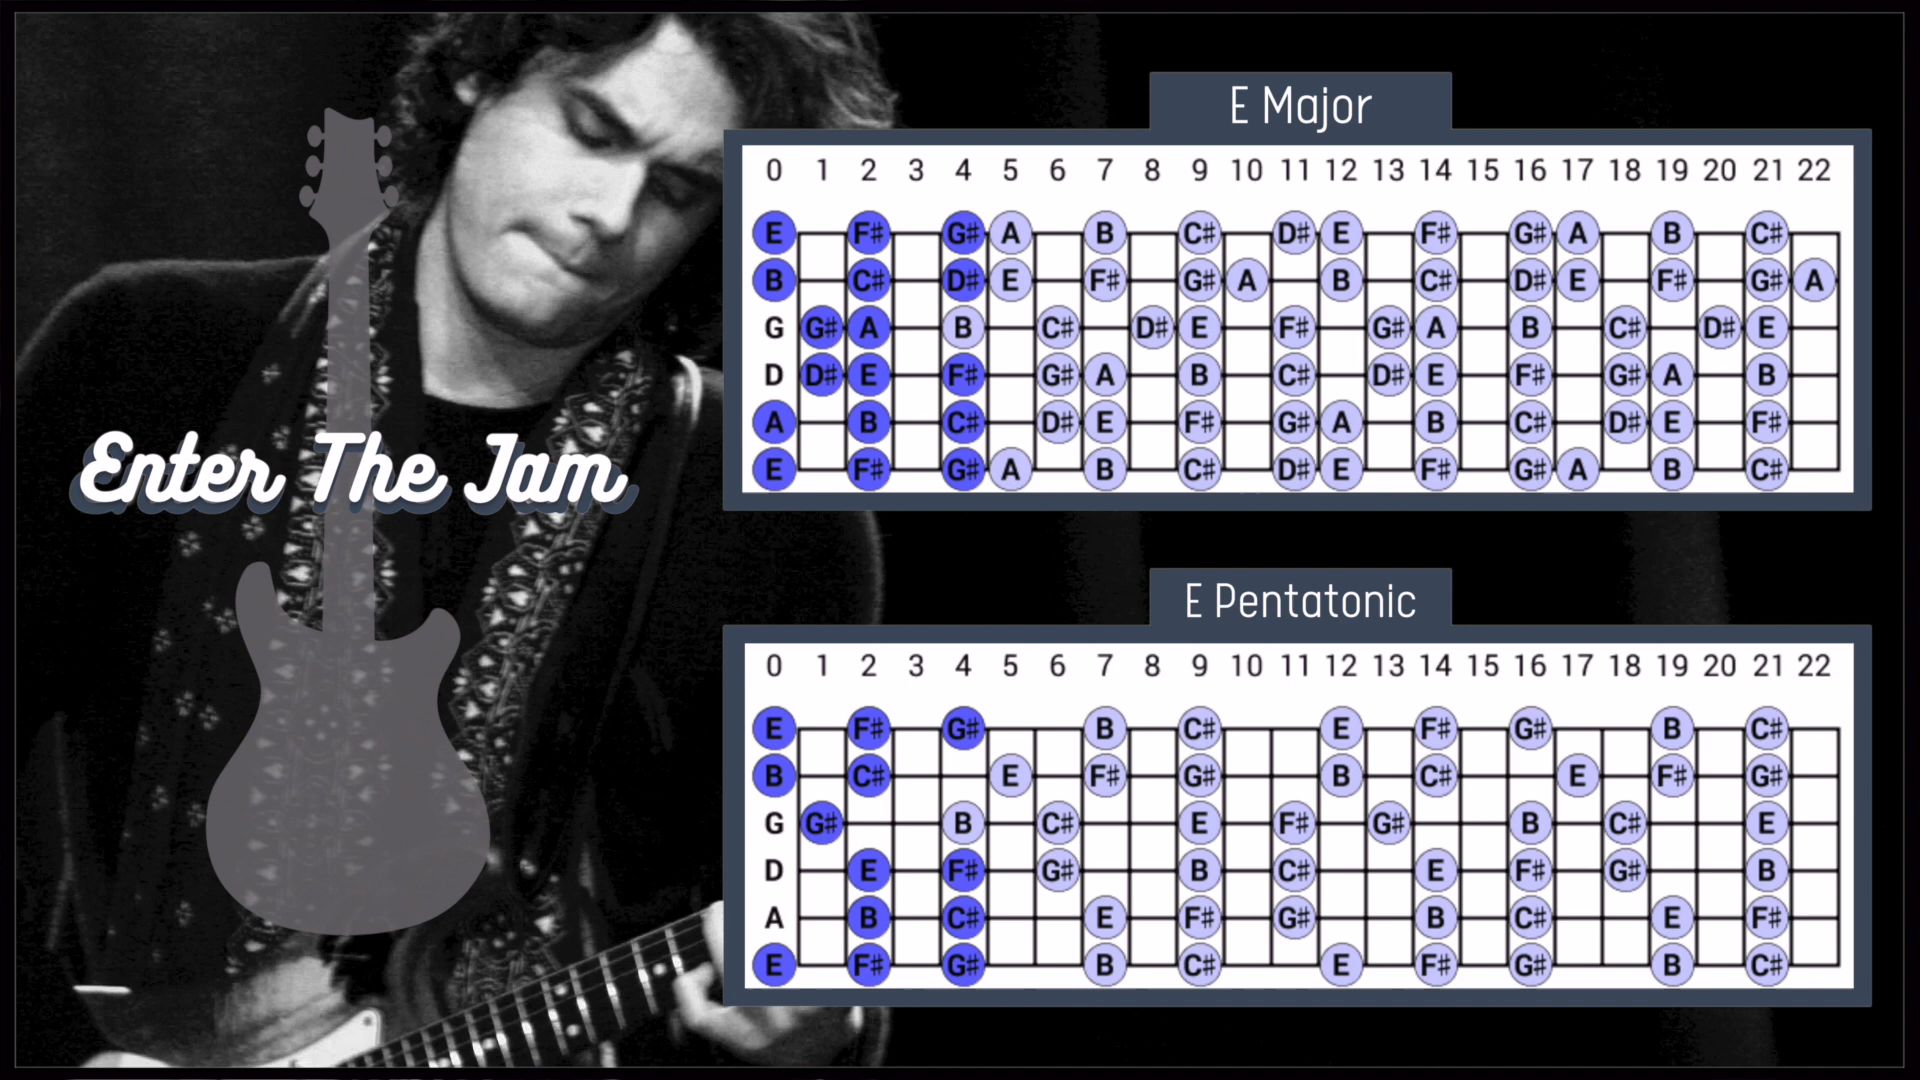 Enter The Jam
E Major
0 1 2 3 4 5 6 7 8 9 10 11 12 13 14 15 16 17 18 19 20 21 22
E F# G# A B C# D# E F# G# A B C#
B C# D# E F# G# A B C# D# E F# G# A
G G# A B C# D# E F# G# A B C# D# E
D D# E F# G# A B C# D# E F# G# A B
A B C# D# E F# G# A B C# D# E F#
E F# G# A B C# D# E F# G# A B C#
E Pentatonic
0 1 2 3 4 5 6 7 8 9 10 11 12 13 14 15 16 17 18 19 20 21 22
E F# G# B C# E F# G# B C#
B C# E F# G# B C# E F# G#
G G# B C# E F# G# B C# E
D E F# G# B C# E F# G# B
A B C# E F# G# B C# E F#
E F# G# B C# E F# G# B C#